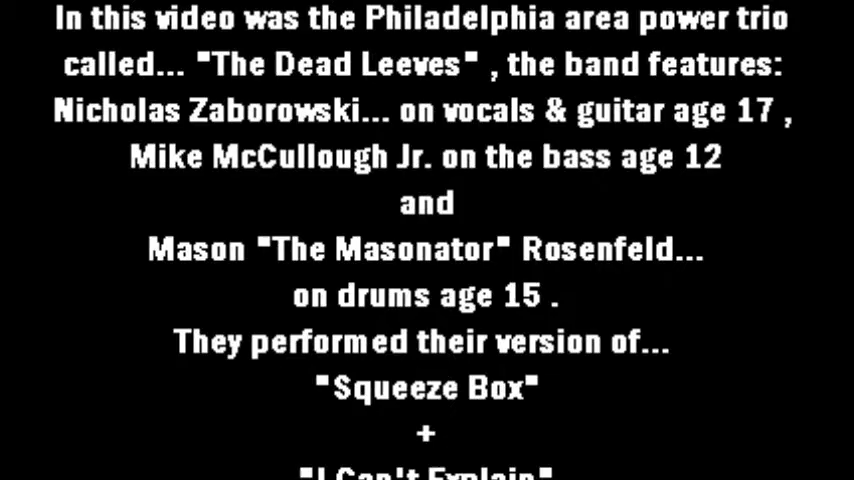 In this video was the Philadelphia area power trio
called... "The Dead Leeves" , the band features:
Nicholas Zaborowski... on vocals & guitar age 17 ,
Mike McCullough Jr. on the bass age 12
and
Mason "The Masonator" Rosenfeld...
on drums age 15 .
They performed their version of...
"Squeeze Box"
+
"I Can't Explain"